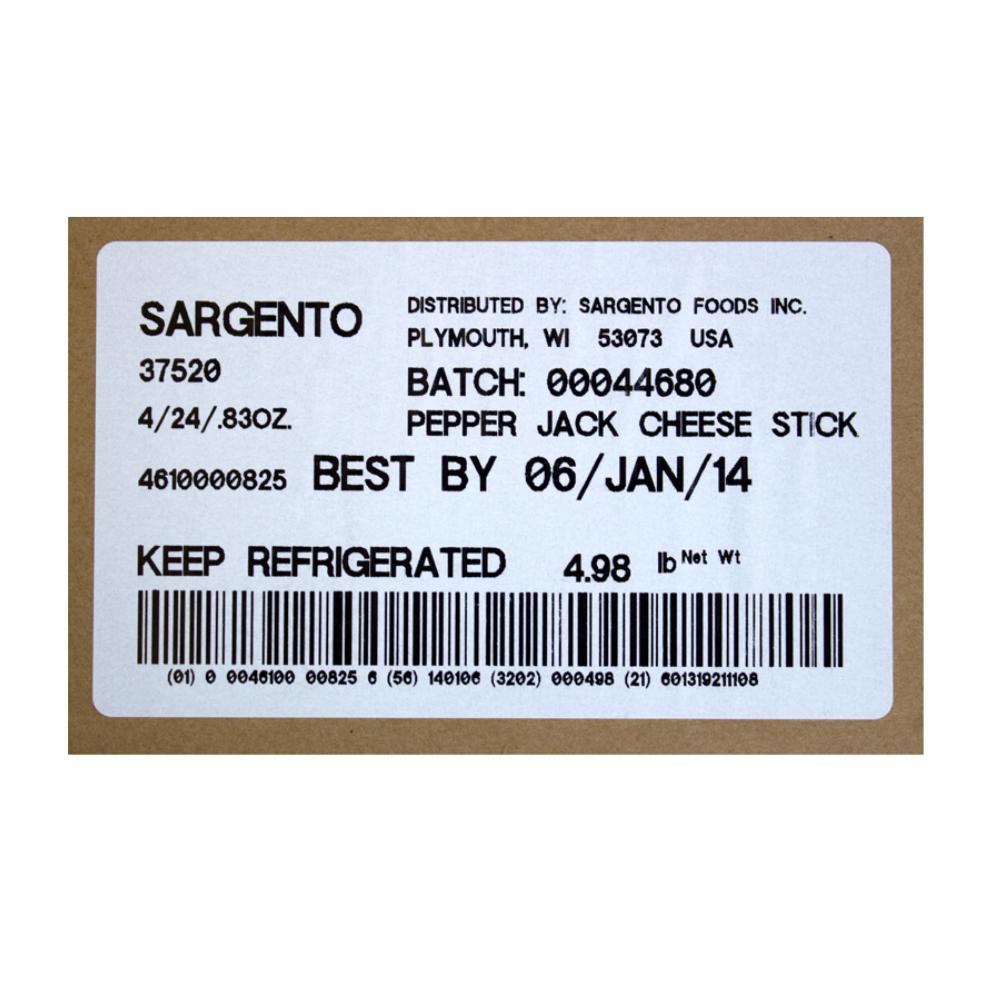 SARGENTO
37520
4/24/.83OZ.
DISTRIBUTED BY: SARGENTO FOODS INC.
PLYMOUTH, WI 53073 USA
BATCH: 00044680
PEPPER JACK CHEESE STICK
4610000825 BEST BY 06/JAN/14
KEEP REFRIGERATED 4.98 lb Net Wt
(01) 0 0046100 00825 6 (56) 140106 (3202) 000498 (21) 601319211108